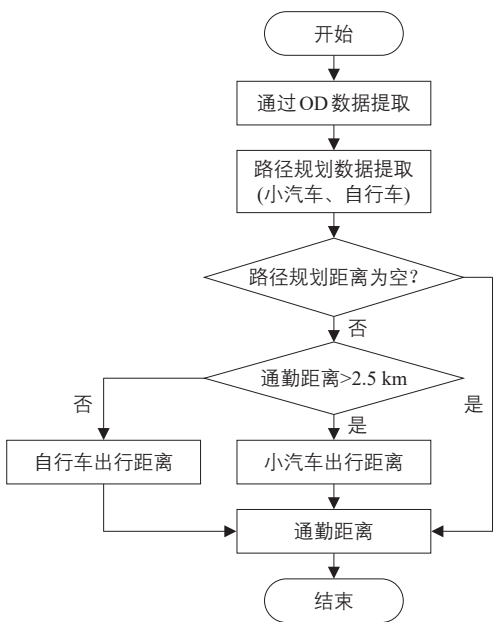 开始
通过OD数据提取
路径规划数据提取
(小汽车、自行车)
路径规划距离为空？
否
通勤距离>2.5 km
否
是
是
自行车出行距离
小汽车出行距离
通勤距离
结束